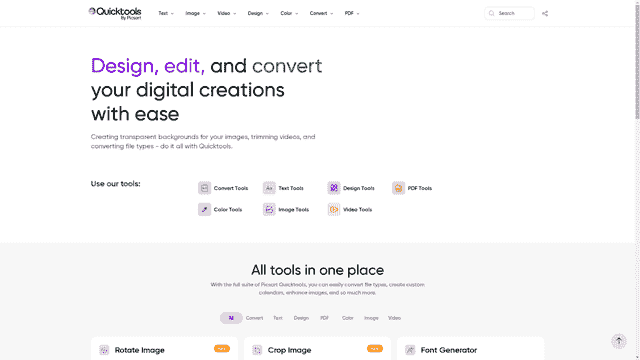 Quicktools
By Picsart
Text Image Video Design Color Convert PDF
Search
Design, edit, and convert
your digital creations
with ease
Creating transparent backgrounds for your images, trimming videos, and
converting file types - do it all with Quicktools.
Use our tools:
Convert Tools
Text Tools
Design Tools
PDF Tools
Color Tools
Image Tools
Video Tools
All tools in one place
With the full suite of Picsart Quicktools, you can easily convert file types, create custom
calendars, enhance images, and so much more.
All Convert Text Design PDF Color Image Video
Rotate Image
Crop Image
Font Generator